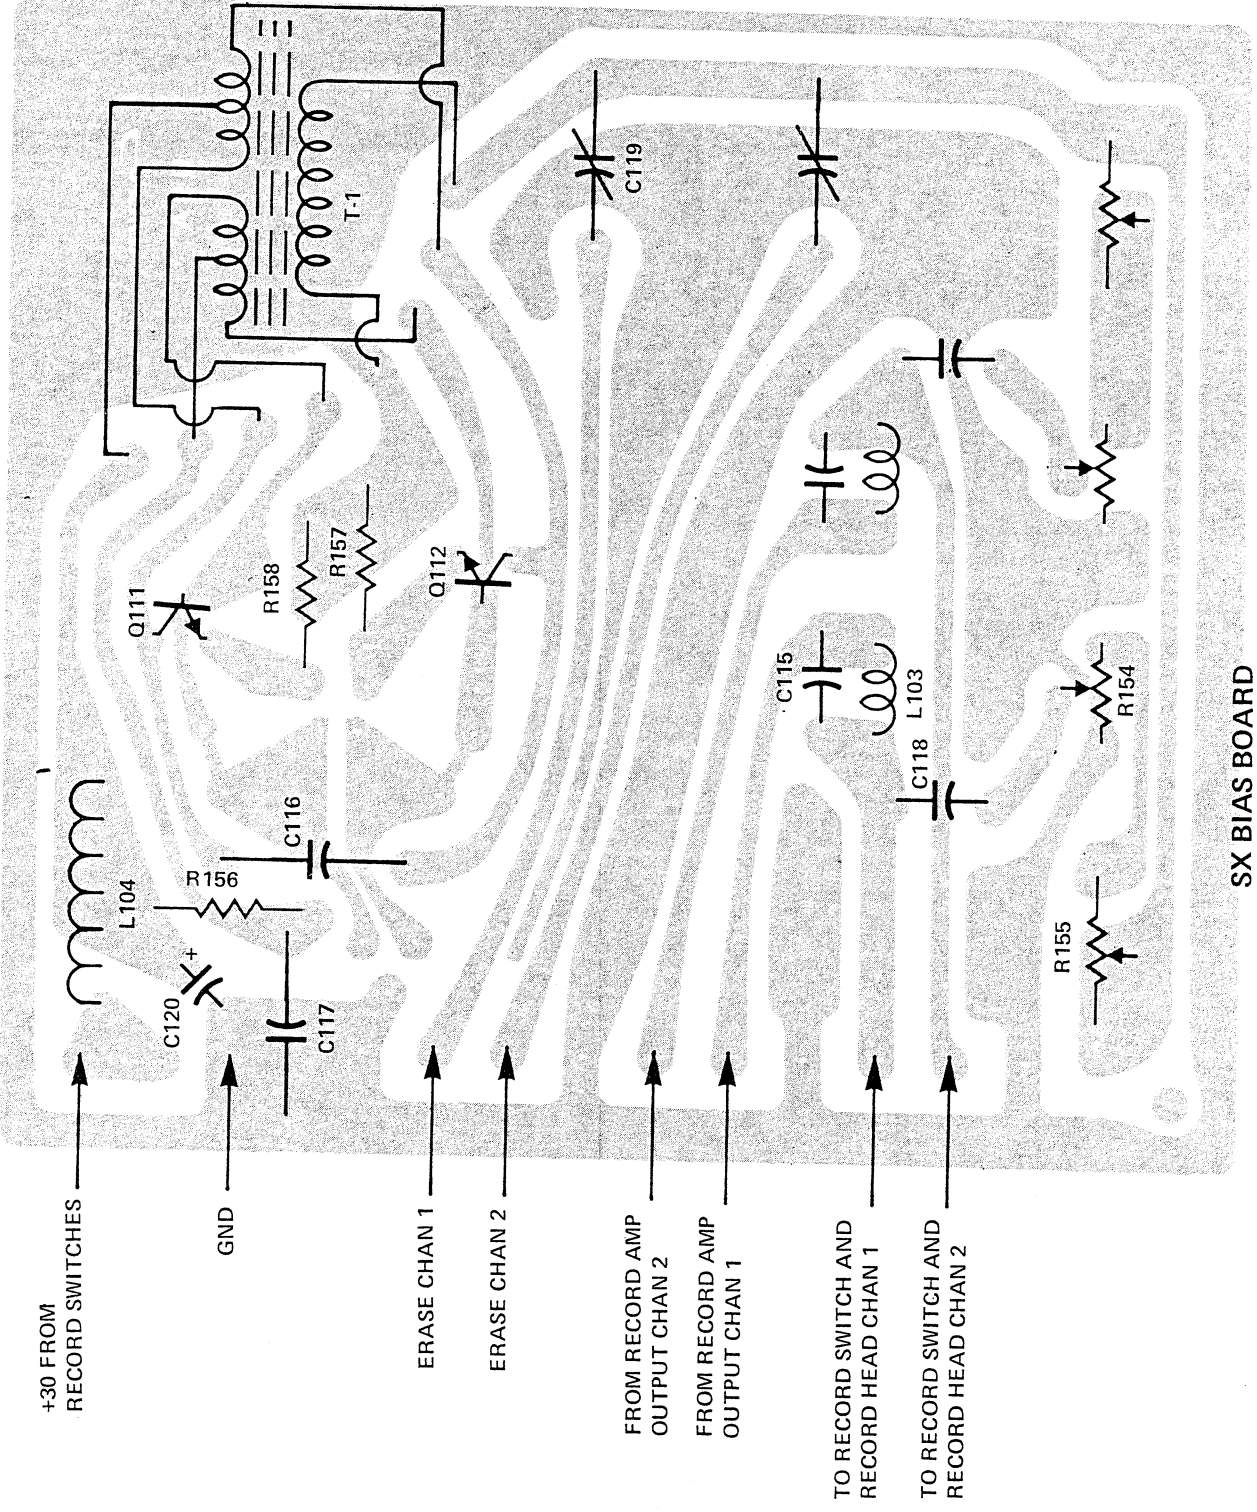 T-1
C119
Q111
R158
R157
Q112
L104
R156
C116
C120
+
C117
C115
L103
C118
R154
R155
+30 FROM
RECORD SWITCHES
GND
ERASE CHAN 1
ERASE CHAN 2
FROM RECORD AMP
OUTPUT CHAN 2
FROM RECORD AMP
OUTPUT CHAN 1
TO RECORD SWITCH AND
RECORD HEAD CHAN 1
TO RECORD SWITCH AND
RECORD HEAD CHAN 2
SX BIAS BOARD